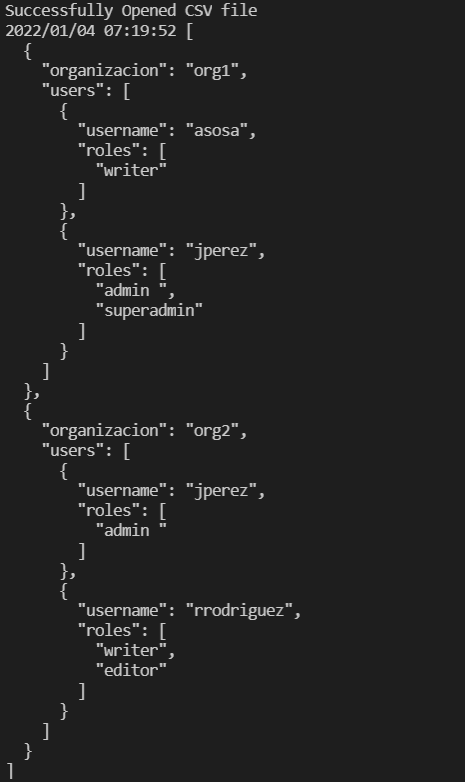 Successfully Opened CSV file
2022/01/04 07:19:52 [
  {
    "organizacion": "org1",
    "users": [
      {
        "username": "asosa",
        "roles": [
          "writer"
        ]
      },
      {
        "username": "jperez",
        "roles": [
          "admin ",
          "superadmin"
        ]
      }
    ]
  },
  {
    "organizacion": "org2",
    "users": [
      {
        "username": "jperez",
        "roles": [
          "admin "
        ]
      },
      {
        "username": "rrodriguez",
        "roles": [
          "writer",
          "editor"
        ]
      }
    ]
  }
]